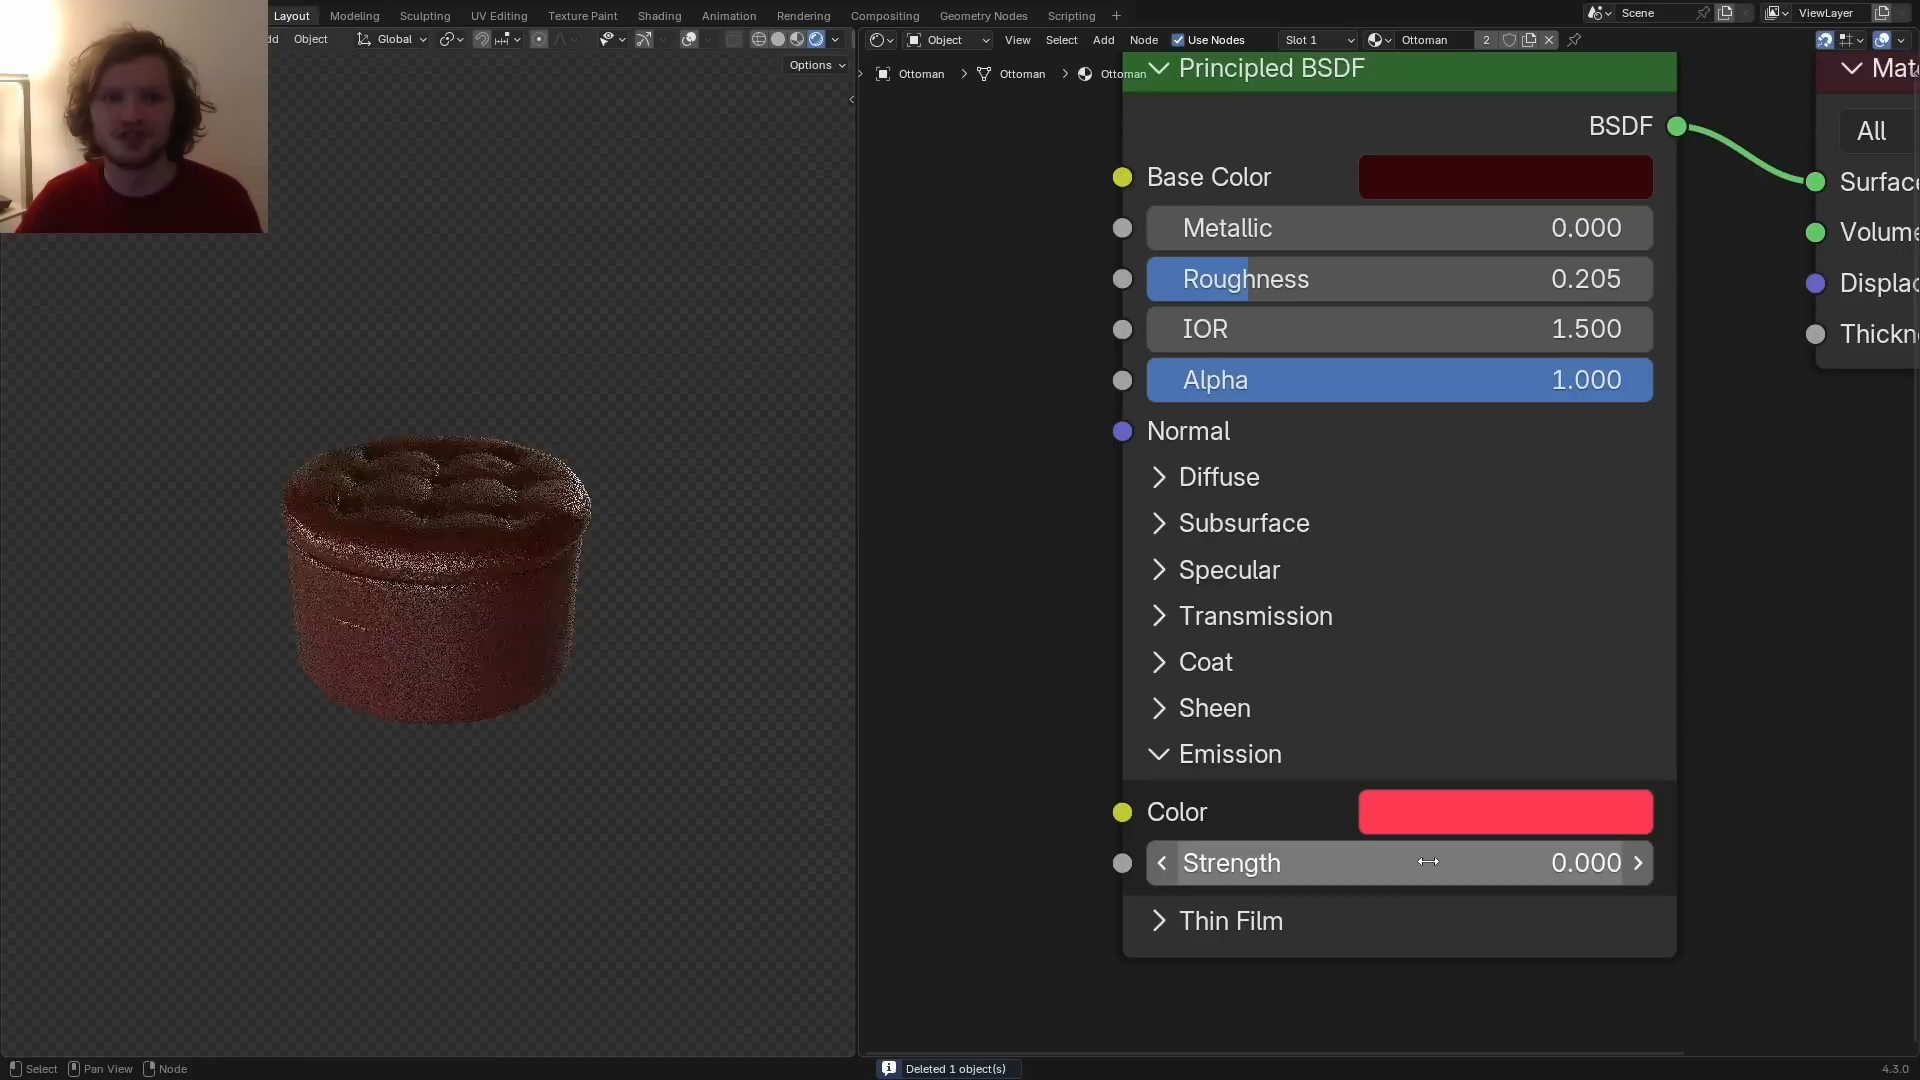 Layout Modeling Sculpting UV Editing Texture Paint Shading Animation Rendering Compositing Geometry Nodes Scripting + Scene ViewLayer
dd Object Global Object View Select Add Node Use Nodes Slot 1 Ottoman 2
Options
Ottoman Ottoman Ottoman
Principled BSDF
BSDF
Base Color
Metallic 0.000
Roughness 0.205
IOR 1.500
Alpha 1.000
Normal
Diffuse
Subsurface
Specular
Transmission
Coat
Sheen
Emission
Color
Strength 0.000
Thin Film
Mat
All
Surface
Volume
Displac
Thickn
Select Pan View Node Deleted 1 object(s) 4.3.0